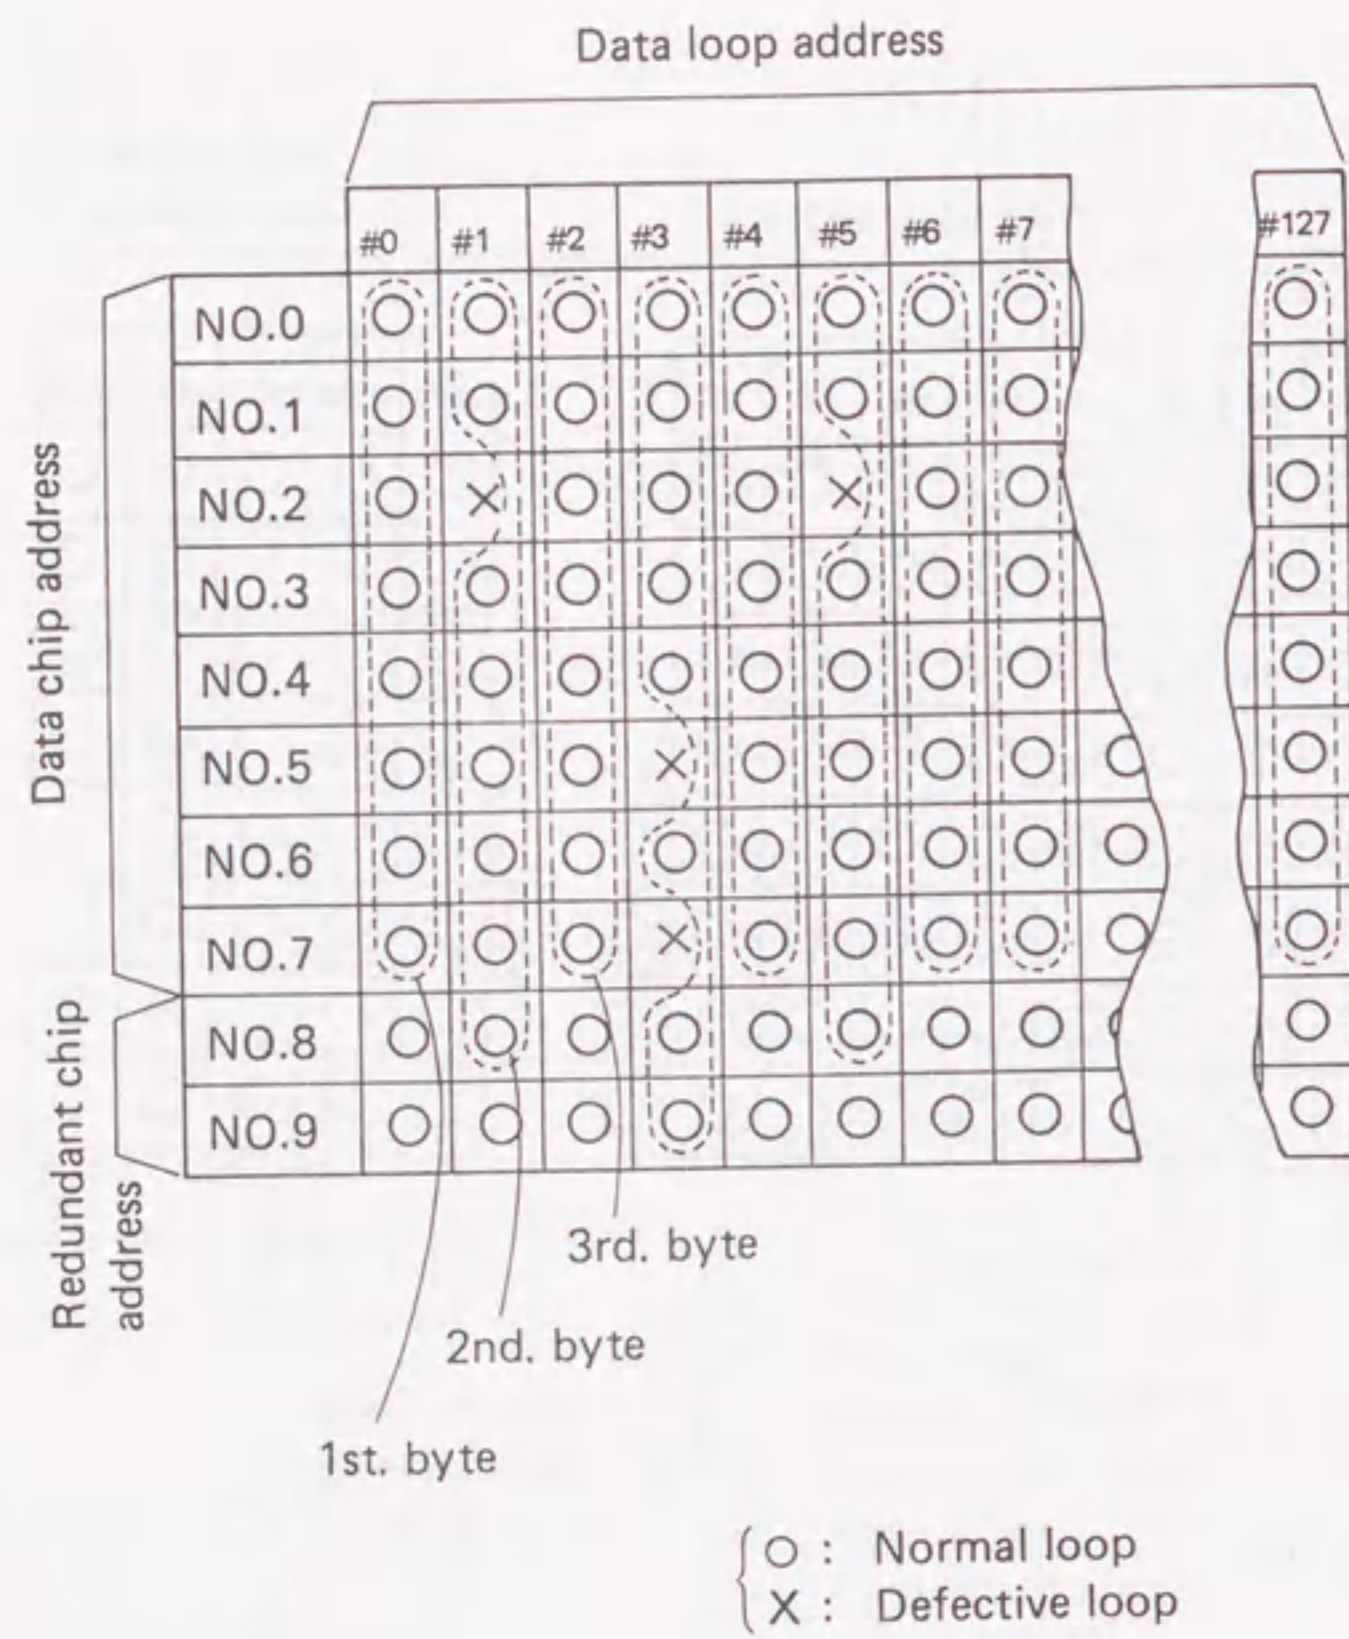 Data loop address
#0 #1 #2 #3 #4 #5 #6 #7 #127
Data chip address
NO.0
NO.1
NO.2
NO.3
NO.4
NO.5
NO.6
NO.7
Redundant chip
address
NO.8
NO.9
3rd. byte
2nd. byte
1st. byte
O : Normal loop
X : Defective loop